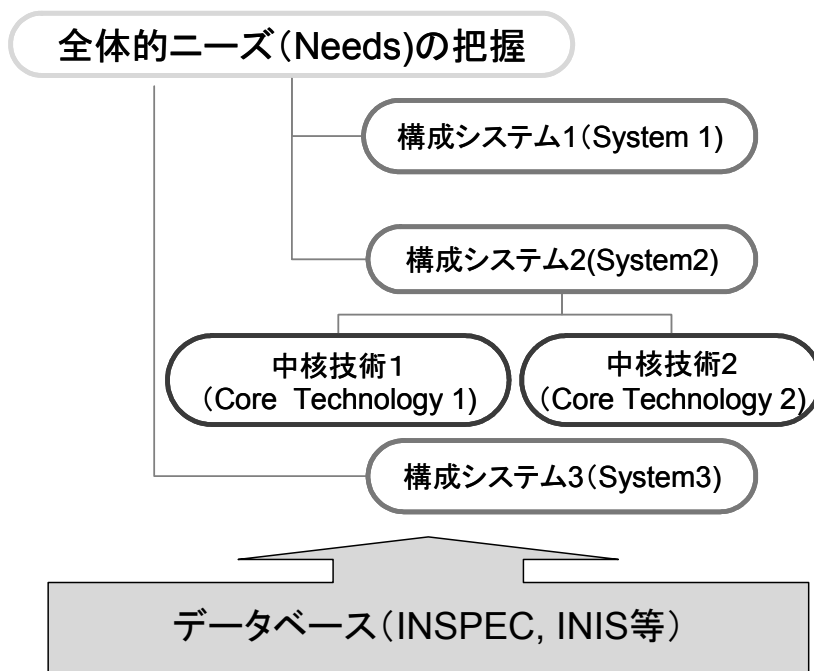 全体的ニーズ（Needs)の把握
構成システム1（System 1)
構成システム2(System2)
中核技術１
（Core Technology 1)
中核技術2
（Core Technology 2)
構成システム3（System3)
データベース（INSPEC, INIS等）